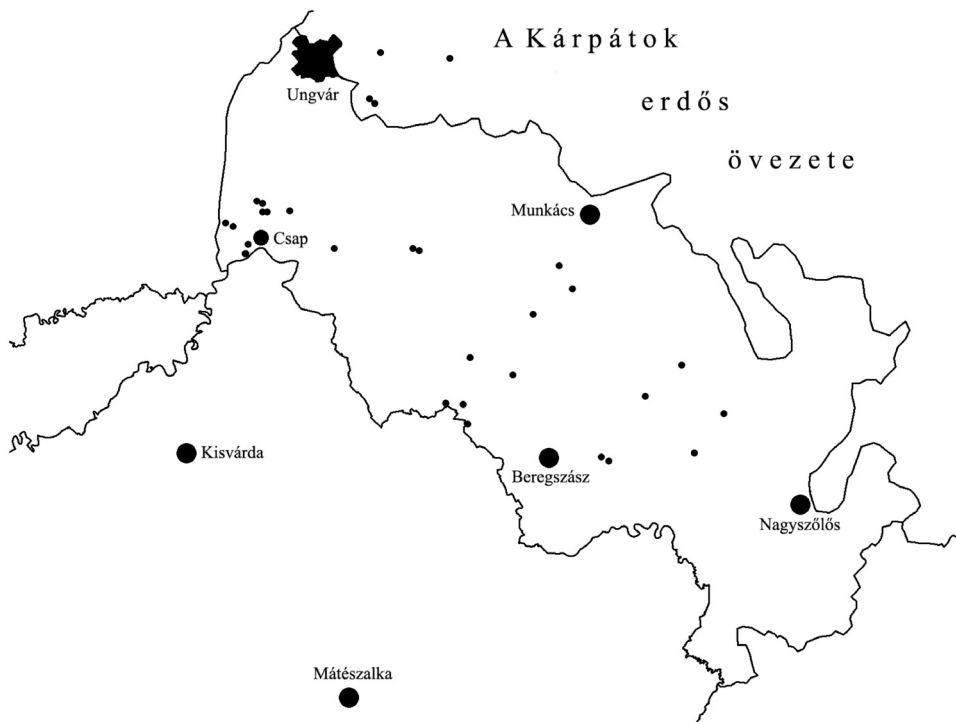 A Kárpátok
erdős
övezete
Ungvár
Munkács
Csap
Kisvárda
Beregszász
Nagyszőlős
Mátészalka